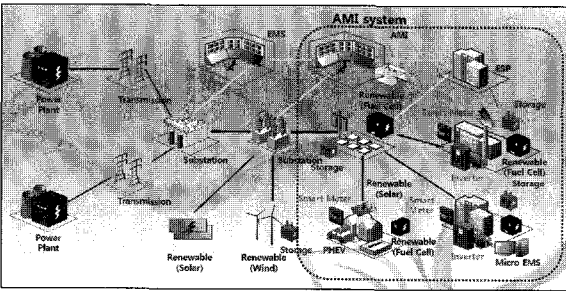 AMI system
EMS
AMI
ESP
Power
Plant
Transmission
Renewable
(Fuel Cell)
Smart Meter
Storage
Substation
Substation
Storage
Inverter
Renewable
(Fuel Cell)
Storage
Renewable
(Solar)
Transmission
Smart Meter
Smart
Meter
Power
Plant
Renewable
(Solar)
Renewable
(Wind)
Storage
PHEV
Renewable
(Fuel Cell)
Inverter
Micro EMS